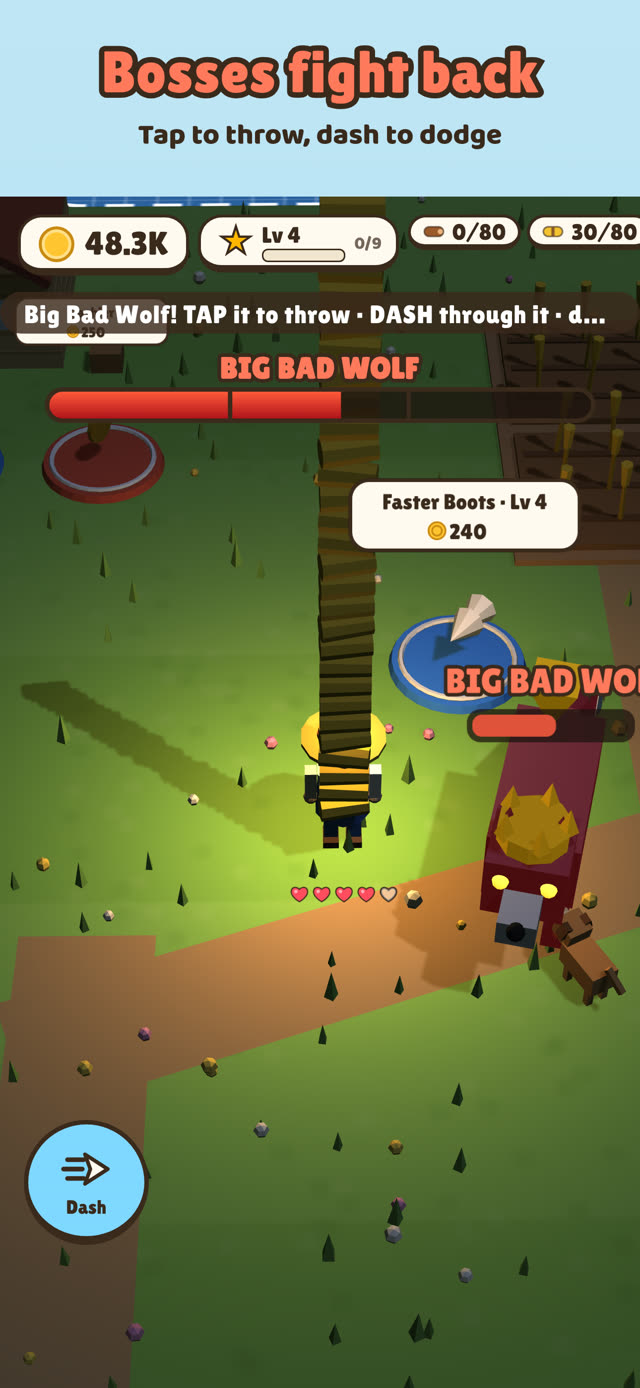 Bosses fight back
Tap to throw, dash to dodge
48.3K
Lv 4
0/9
0/80
30/80
Big Bad Wolf! TAP it to throw · DASH through it · d...
250
BIG BAD WOLF
Faster Boots · Lv 4
240
BIG BAD WO
Dash